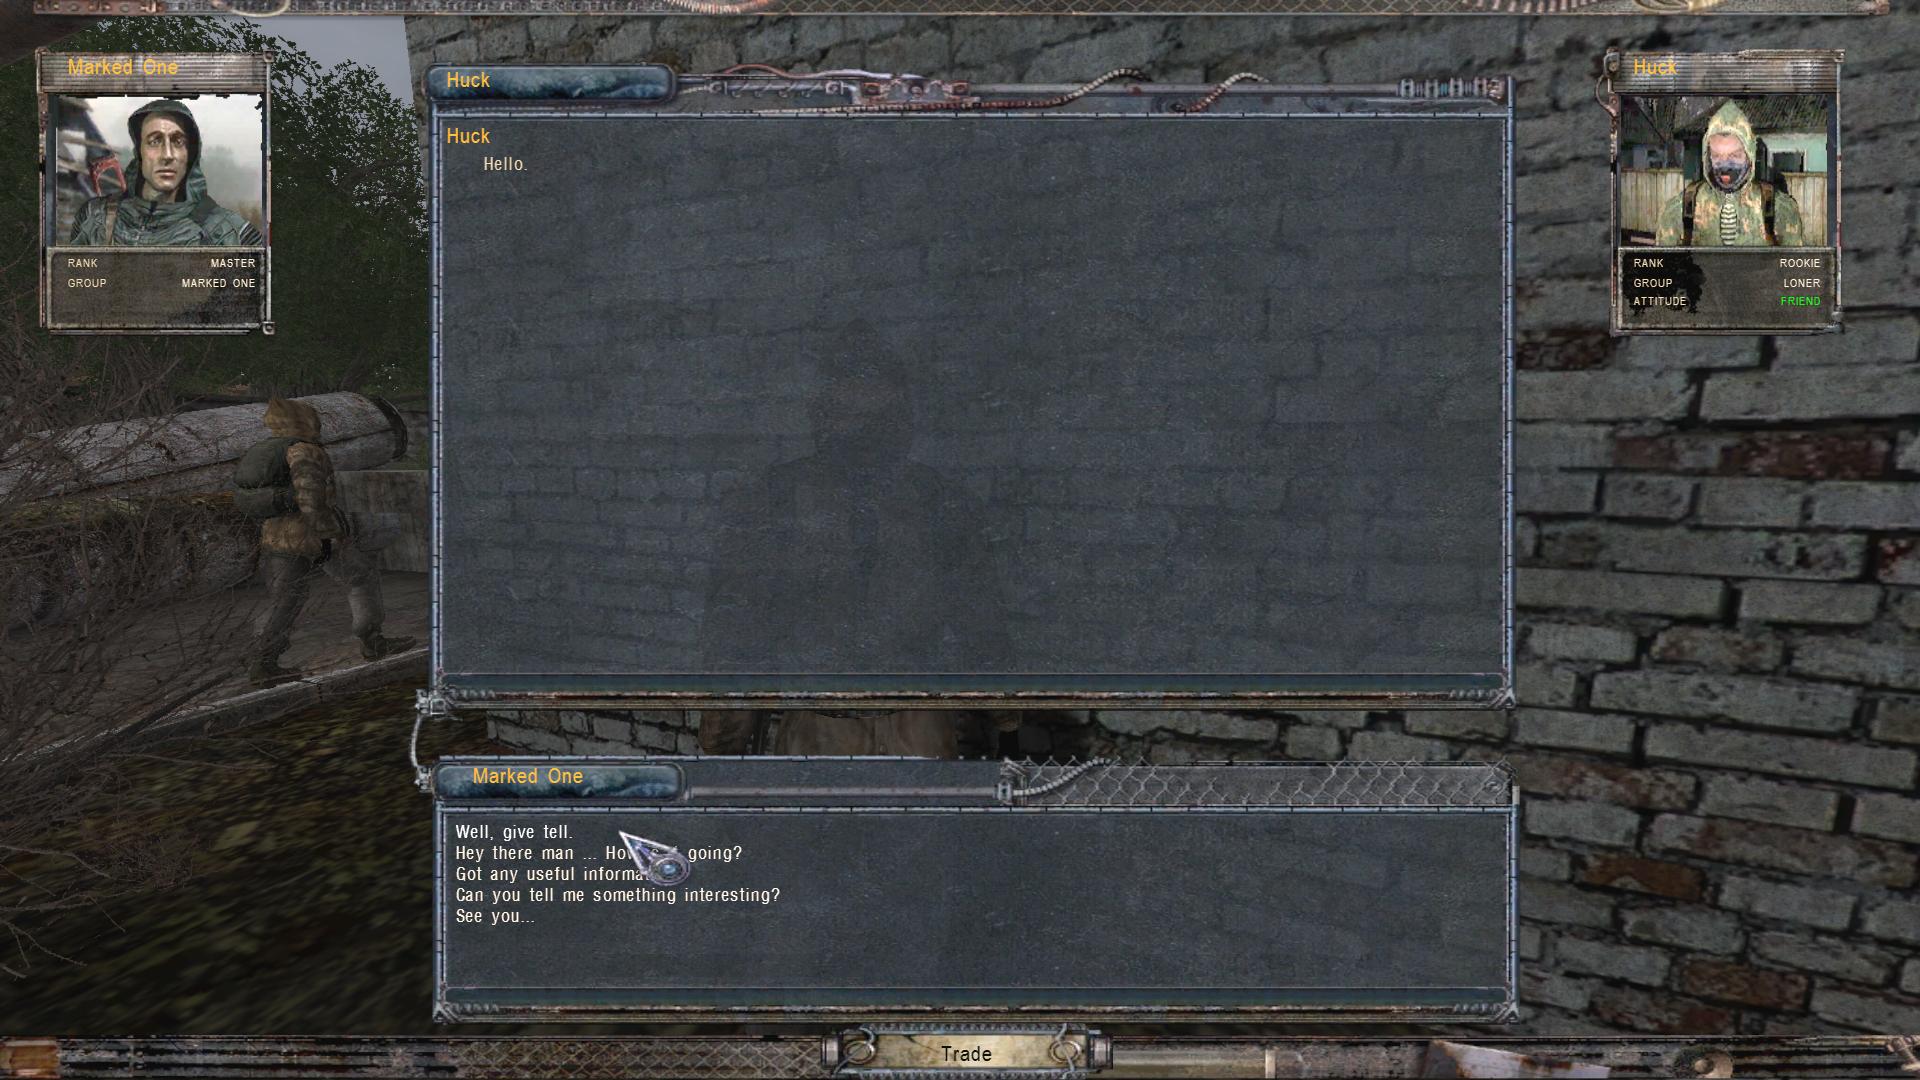 Marked One
RANK MASTER
GROUP MARKED ONE
Huck
Huck
Hello.
Huck
RANK ROOKIE
GROUP LONER
ATTITUDE FRIEND
Marked One
Well, give tell.
Hey there man ... going?
Got any useful
Can you tell me something interesting?
See you...
Trade